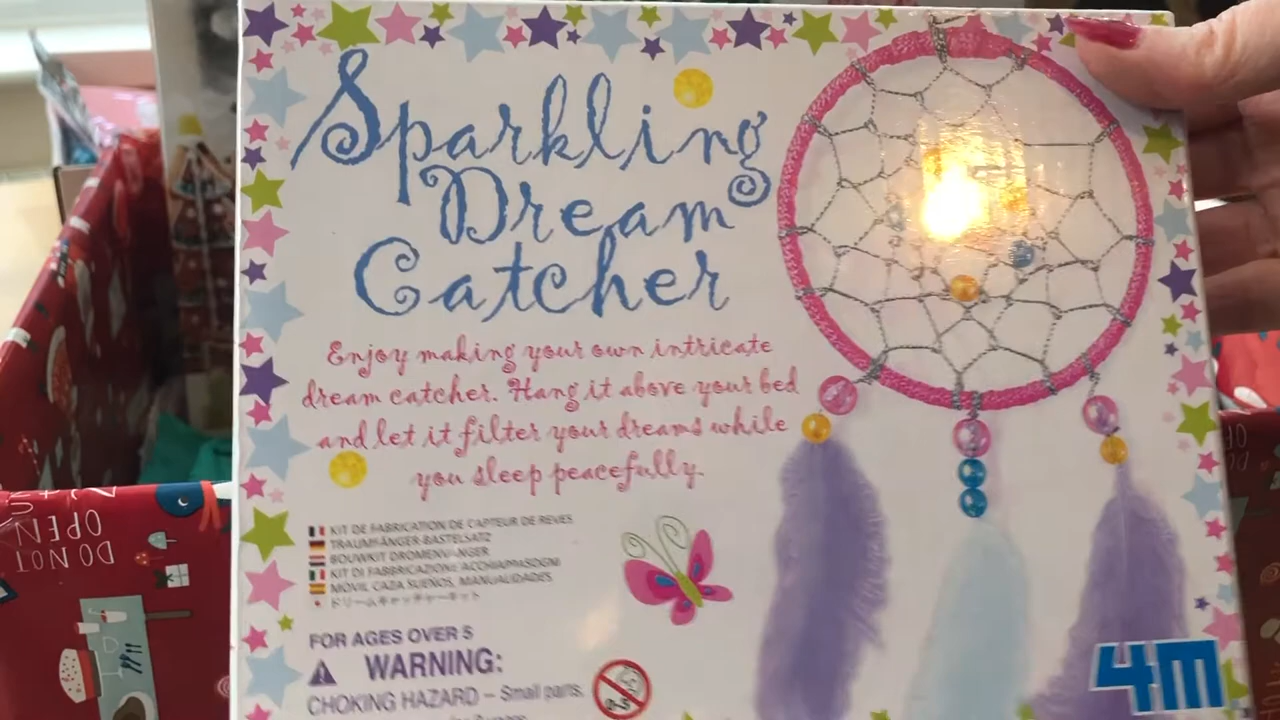 Sparkling
Dream
Catcher
Enjoy making your own intricate
dream catcher. Hang it above your bed
and let it filter your dreams while
you sleep peacefully.
KIT DE FABRICATION DE CAPTEUR DE REVES
TRAUMFÄNGER-BASTELSATZ
BOUWKIT DROMENV
KIT DI FABBRICAZIONE ACCHIAPPASOGNI
MOVIL CAZA SUEÑOS, MANUALIDADES
ドリームキャッチャーキット
FOR AGES OVER 5
WARNING:
CHOKING HAZARD – Small parts.
0-3
4M
DO NOT
OPEN